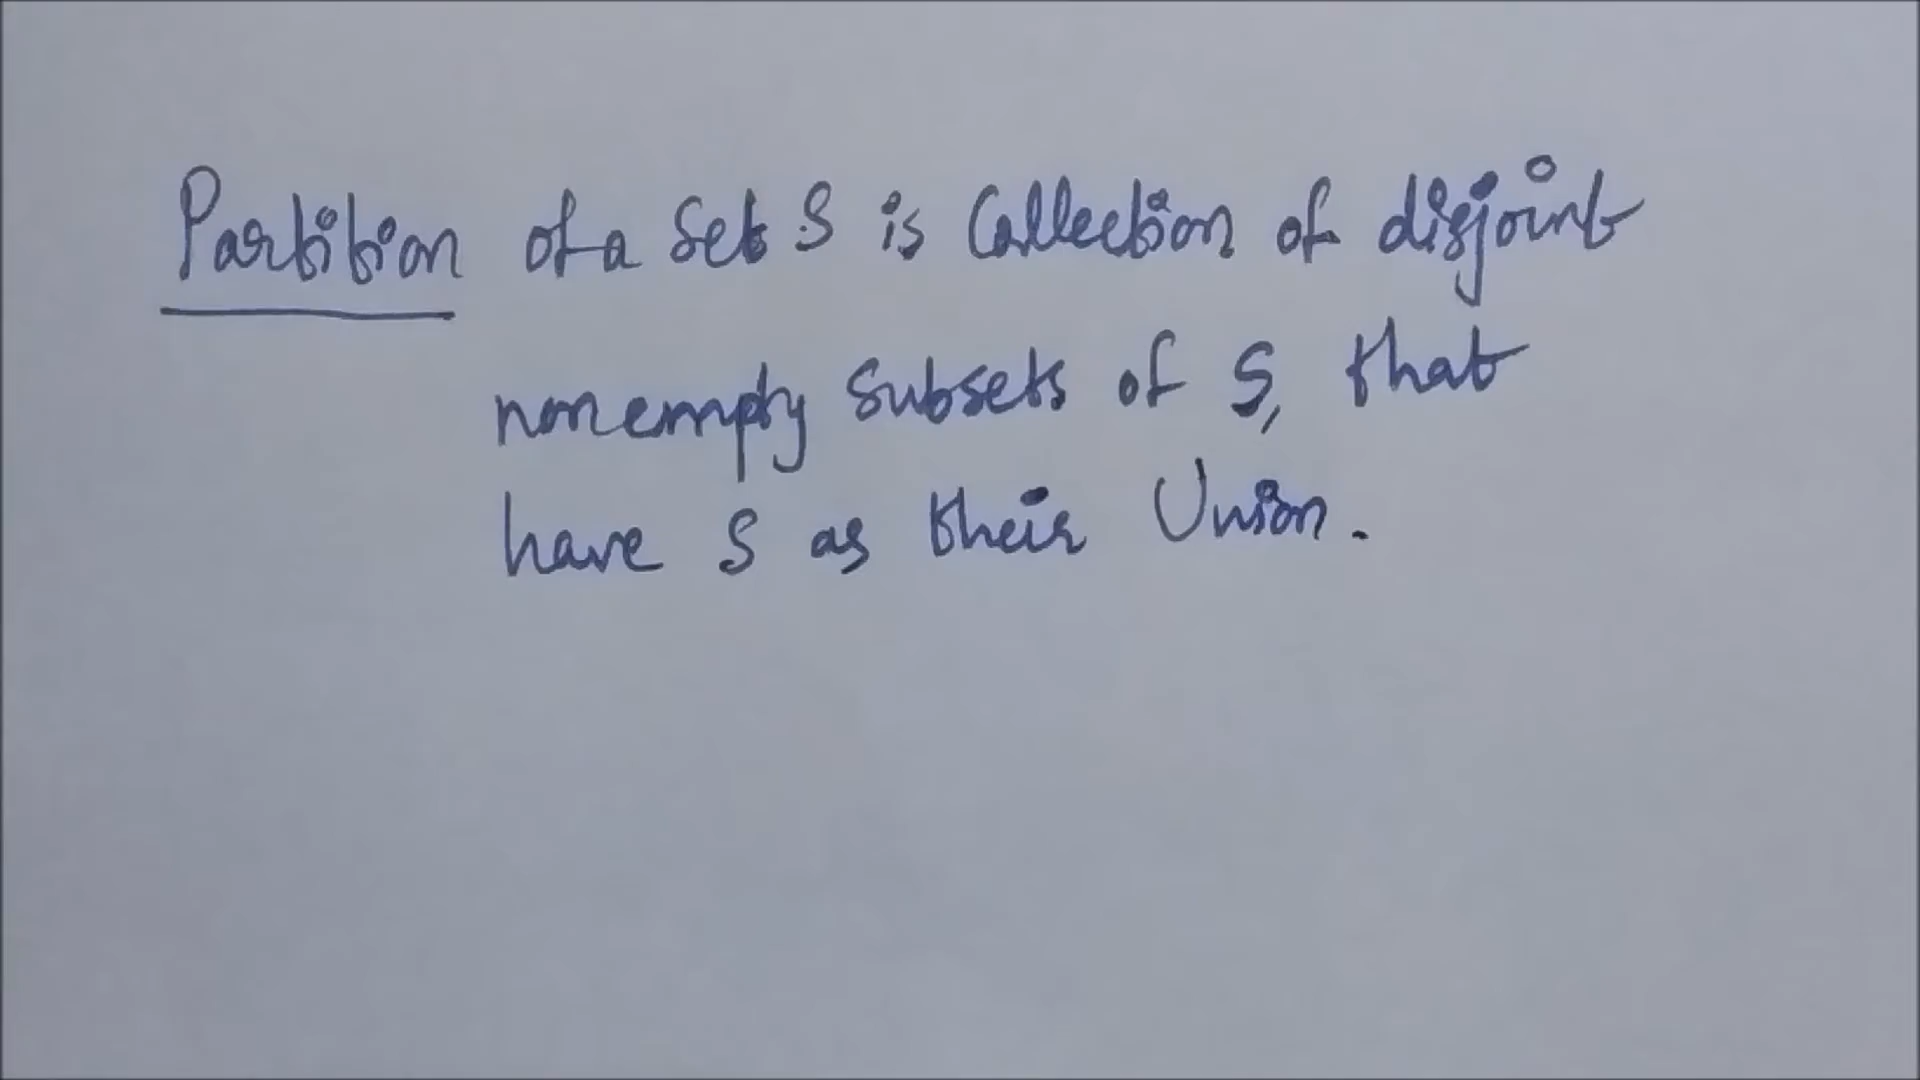 Partition of a Set S is Collection of disjoint
nonempty Subsets of S, that
have S as their Union.